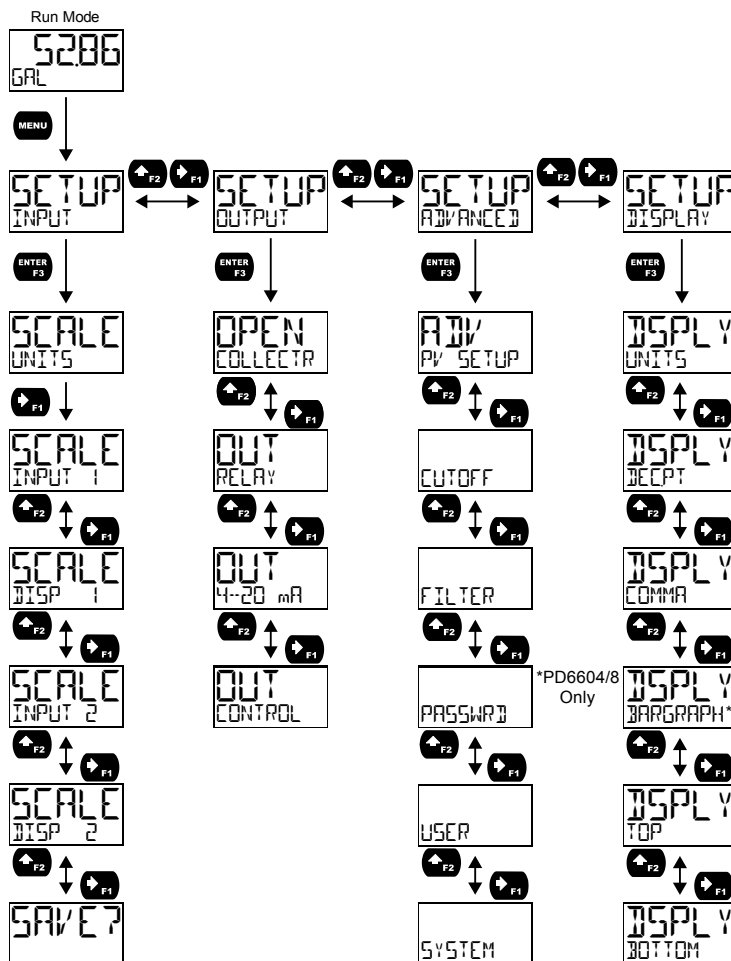 Run Mode
52.86
GAL
MENU
F2 F1
F2 F1
F2 F1
SETUP
INPUT
SETUP
OUTPUT
SETUP
ADVANCED
SETUP
DISPLAY
ENTER
F3
ENTER
F3
ENTER
F3
ENTER
F3
SCALE
UNITS
OPEN
COLLECTR
ADV
PV SETUP
DSPLY
UNITS
F1
F2 F1
F2 F1
F2 F1
SCALE
INPUT 1
OUT
RELAY
CUTOFF
DSPLY
DEC.PT
F2 F1
F2 F1
F2 F1
F2 F1
SCALE
DISP 1
OUT
4-20 mA
FILTER
DSPLY
COMMA
F2 F1
F2 F1
F2 F1
F2 F1
SCALE
INPUT 2
OUT
CONTROL
PASSWRD
*PD6604/8
Only
DSPLY
BARGRAPH*
F2 F1
F2 F1
F2 F1
SCALE
DISP 2
USER
DSPLY
TOP
F2 F1
F2 F1
F2 F1
SAVE?
SYSTEM
DSPLY
BOTTOM